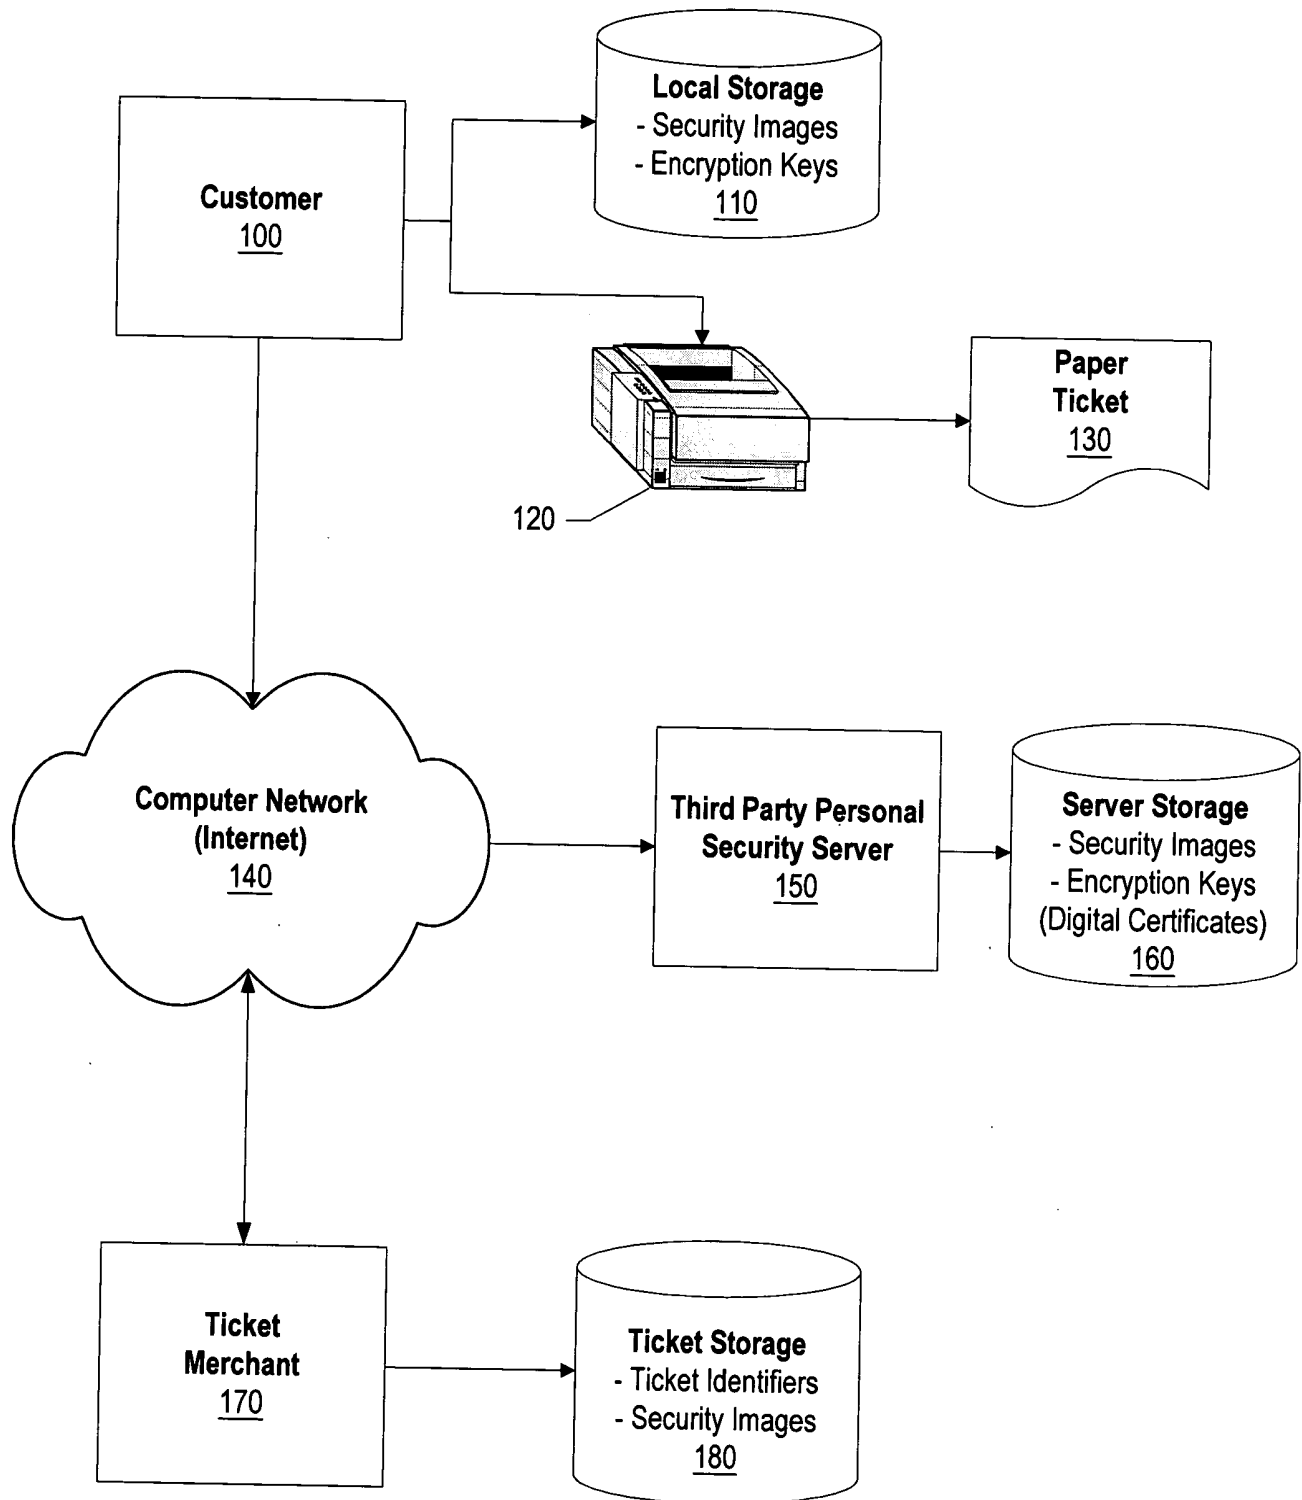 Local Storage
- Security Images
- Encryption Keys
110
Customer
100
Paper
Ticket
130
120
Computer Network
(Internet)
140
Third Party Personal
Security Server
150
Server Storage
- Security Images
- Encryption Keys
(Digital Certificates)
160
Ticket
Merchant
170
Ticket Storage
- Ticket Identifiers
- Security Images
180